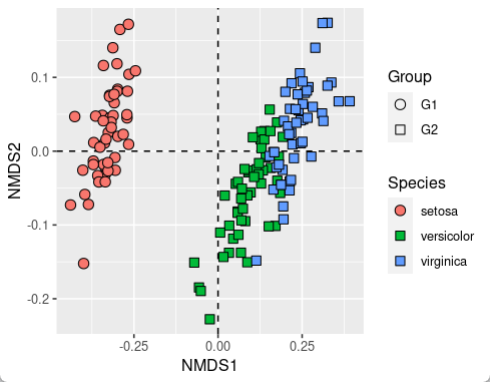 NMDS2
0.1
0.0
-0.1
-0.2
-0.25
0.00
0.25
NMDS1
Group
G1
G2
Species
setosa
versicolor
virginica